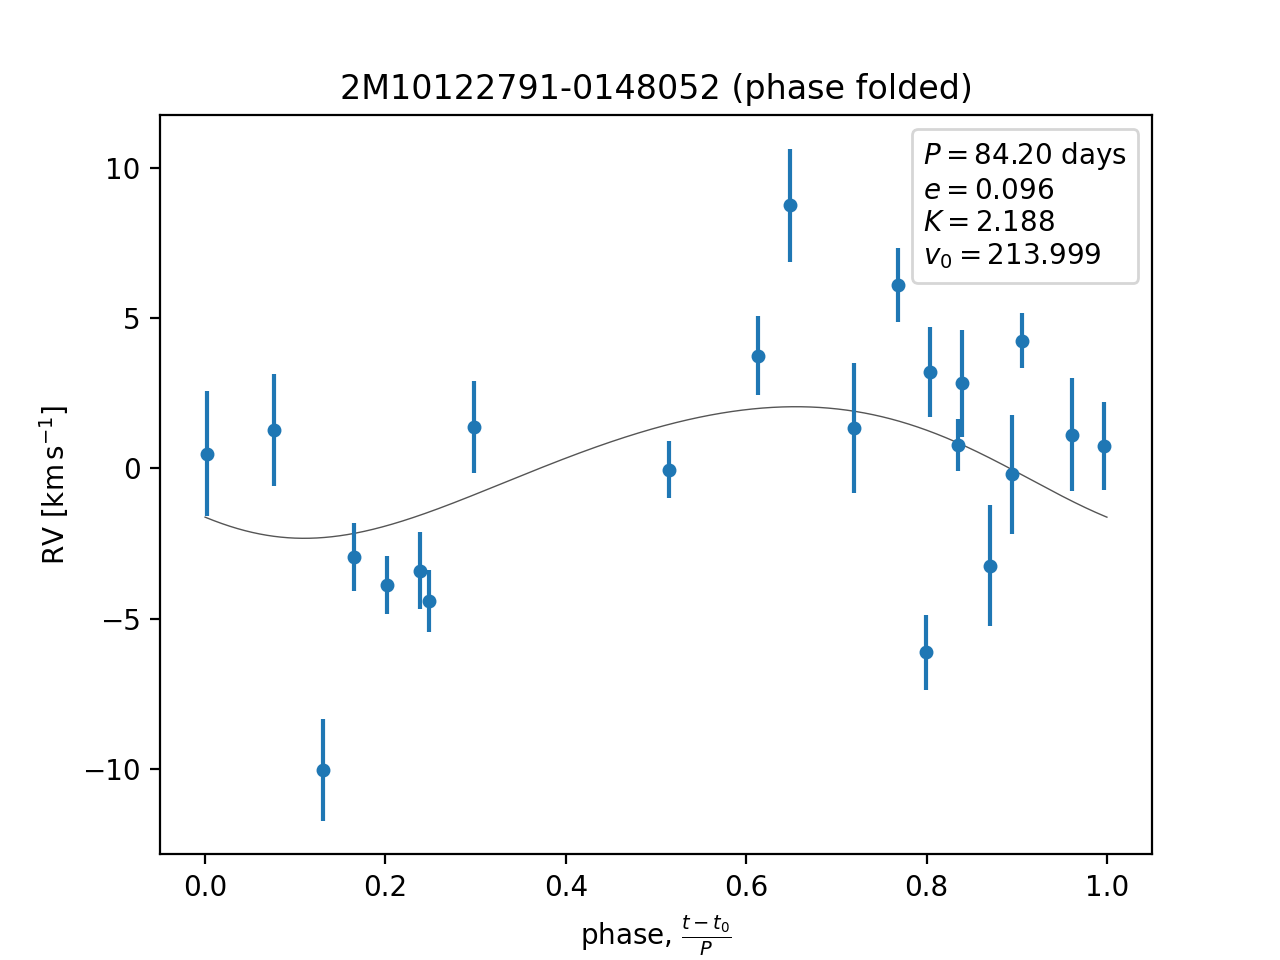 2M10122791-0148052 (phase folded)
P = 84.20 days
e = 0.096
K = 2.188
v₀ = 213.999
RV [km s⁻¹]
10
5
0
−5
−10
0.0 0.2 0.4 0.6 0.8 1.0
phase, (t − t₀)/P